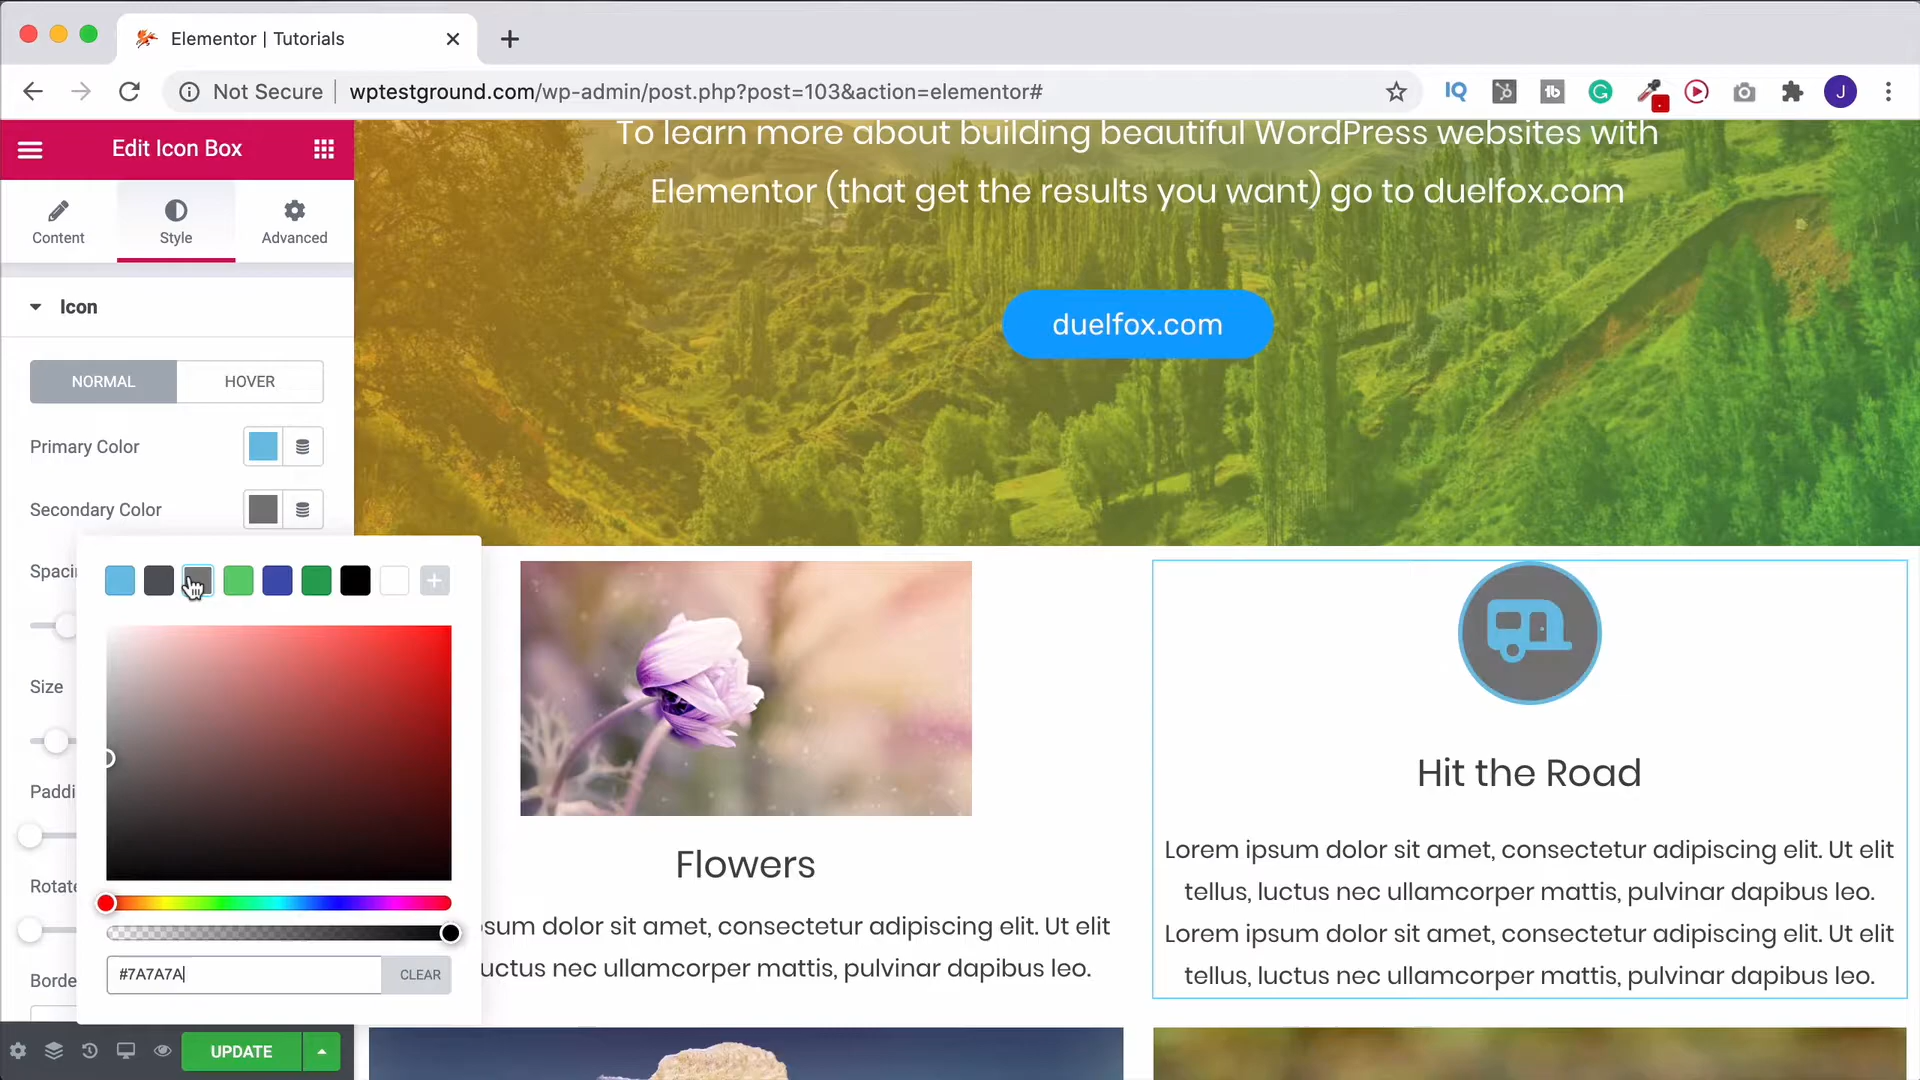 Elementor | Tutorials
Not Secure
wptestground.com/wp-admin/post.php?post=103&action=elementor#
IQ
tb
J
Edit Icon Box
Content
Style
Advanced
Icon
NORMAL
HOVER
Primary Color
Secondary Color
Spacin
Size
Paddi
Rotate
Borde
#7A7A7A
CLEAR
UPDATE
To learn more about building beautiful WordPress websites with
Elementor (that get the results you want) go to duelfox.com
duelfox.com
Flowers
sum dolor sit amet, consectetur adipiscing elit. Ut elit
uctus nec ullamcorper mattis, pulvinar dapibus leo.
Hit the Road
Lorem ipsum dolor sit amet, consectetur adipiscing elit. Ut elit
tellus, luctus nec ullamcorper mattis, pulvinar dapibus leo.
Lorem ipsum dolor sit amet, consectetur adipiscing elit. Ut elit
tellus, luctus nec ullamcorper mattis, pulvinar dapibus leo.